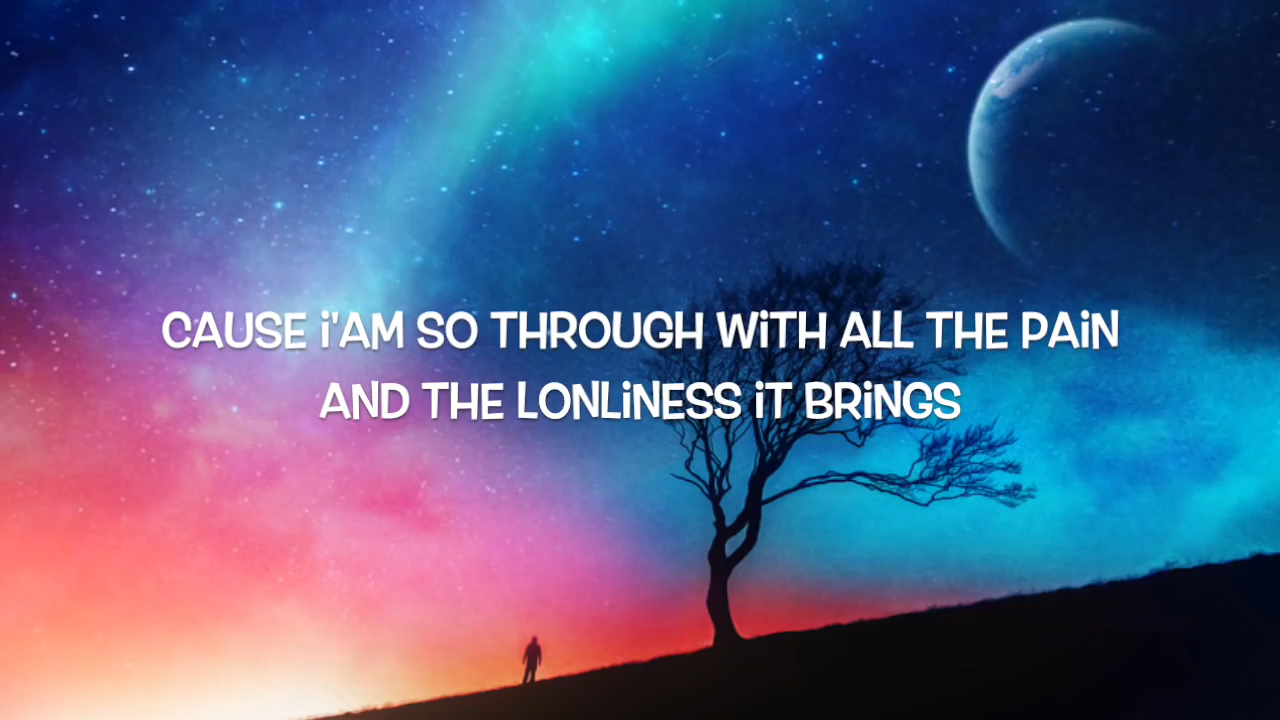 CAUSE i'AM SO THROUGH WiTH ALL THE PAiN
AND THE LONLiNESS iT BRiNGS